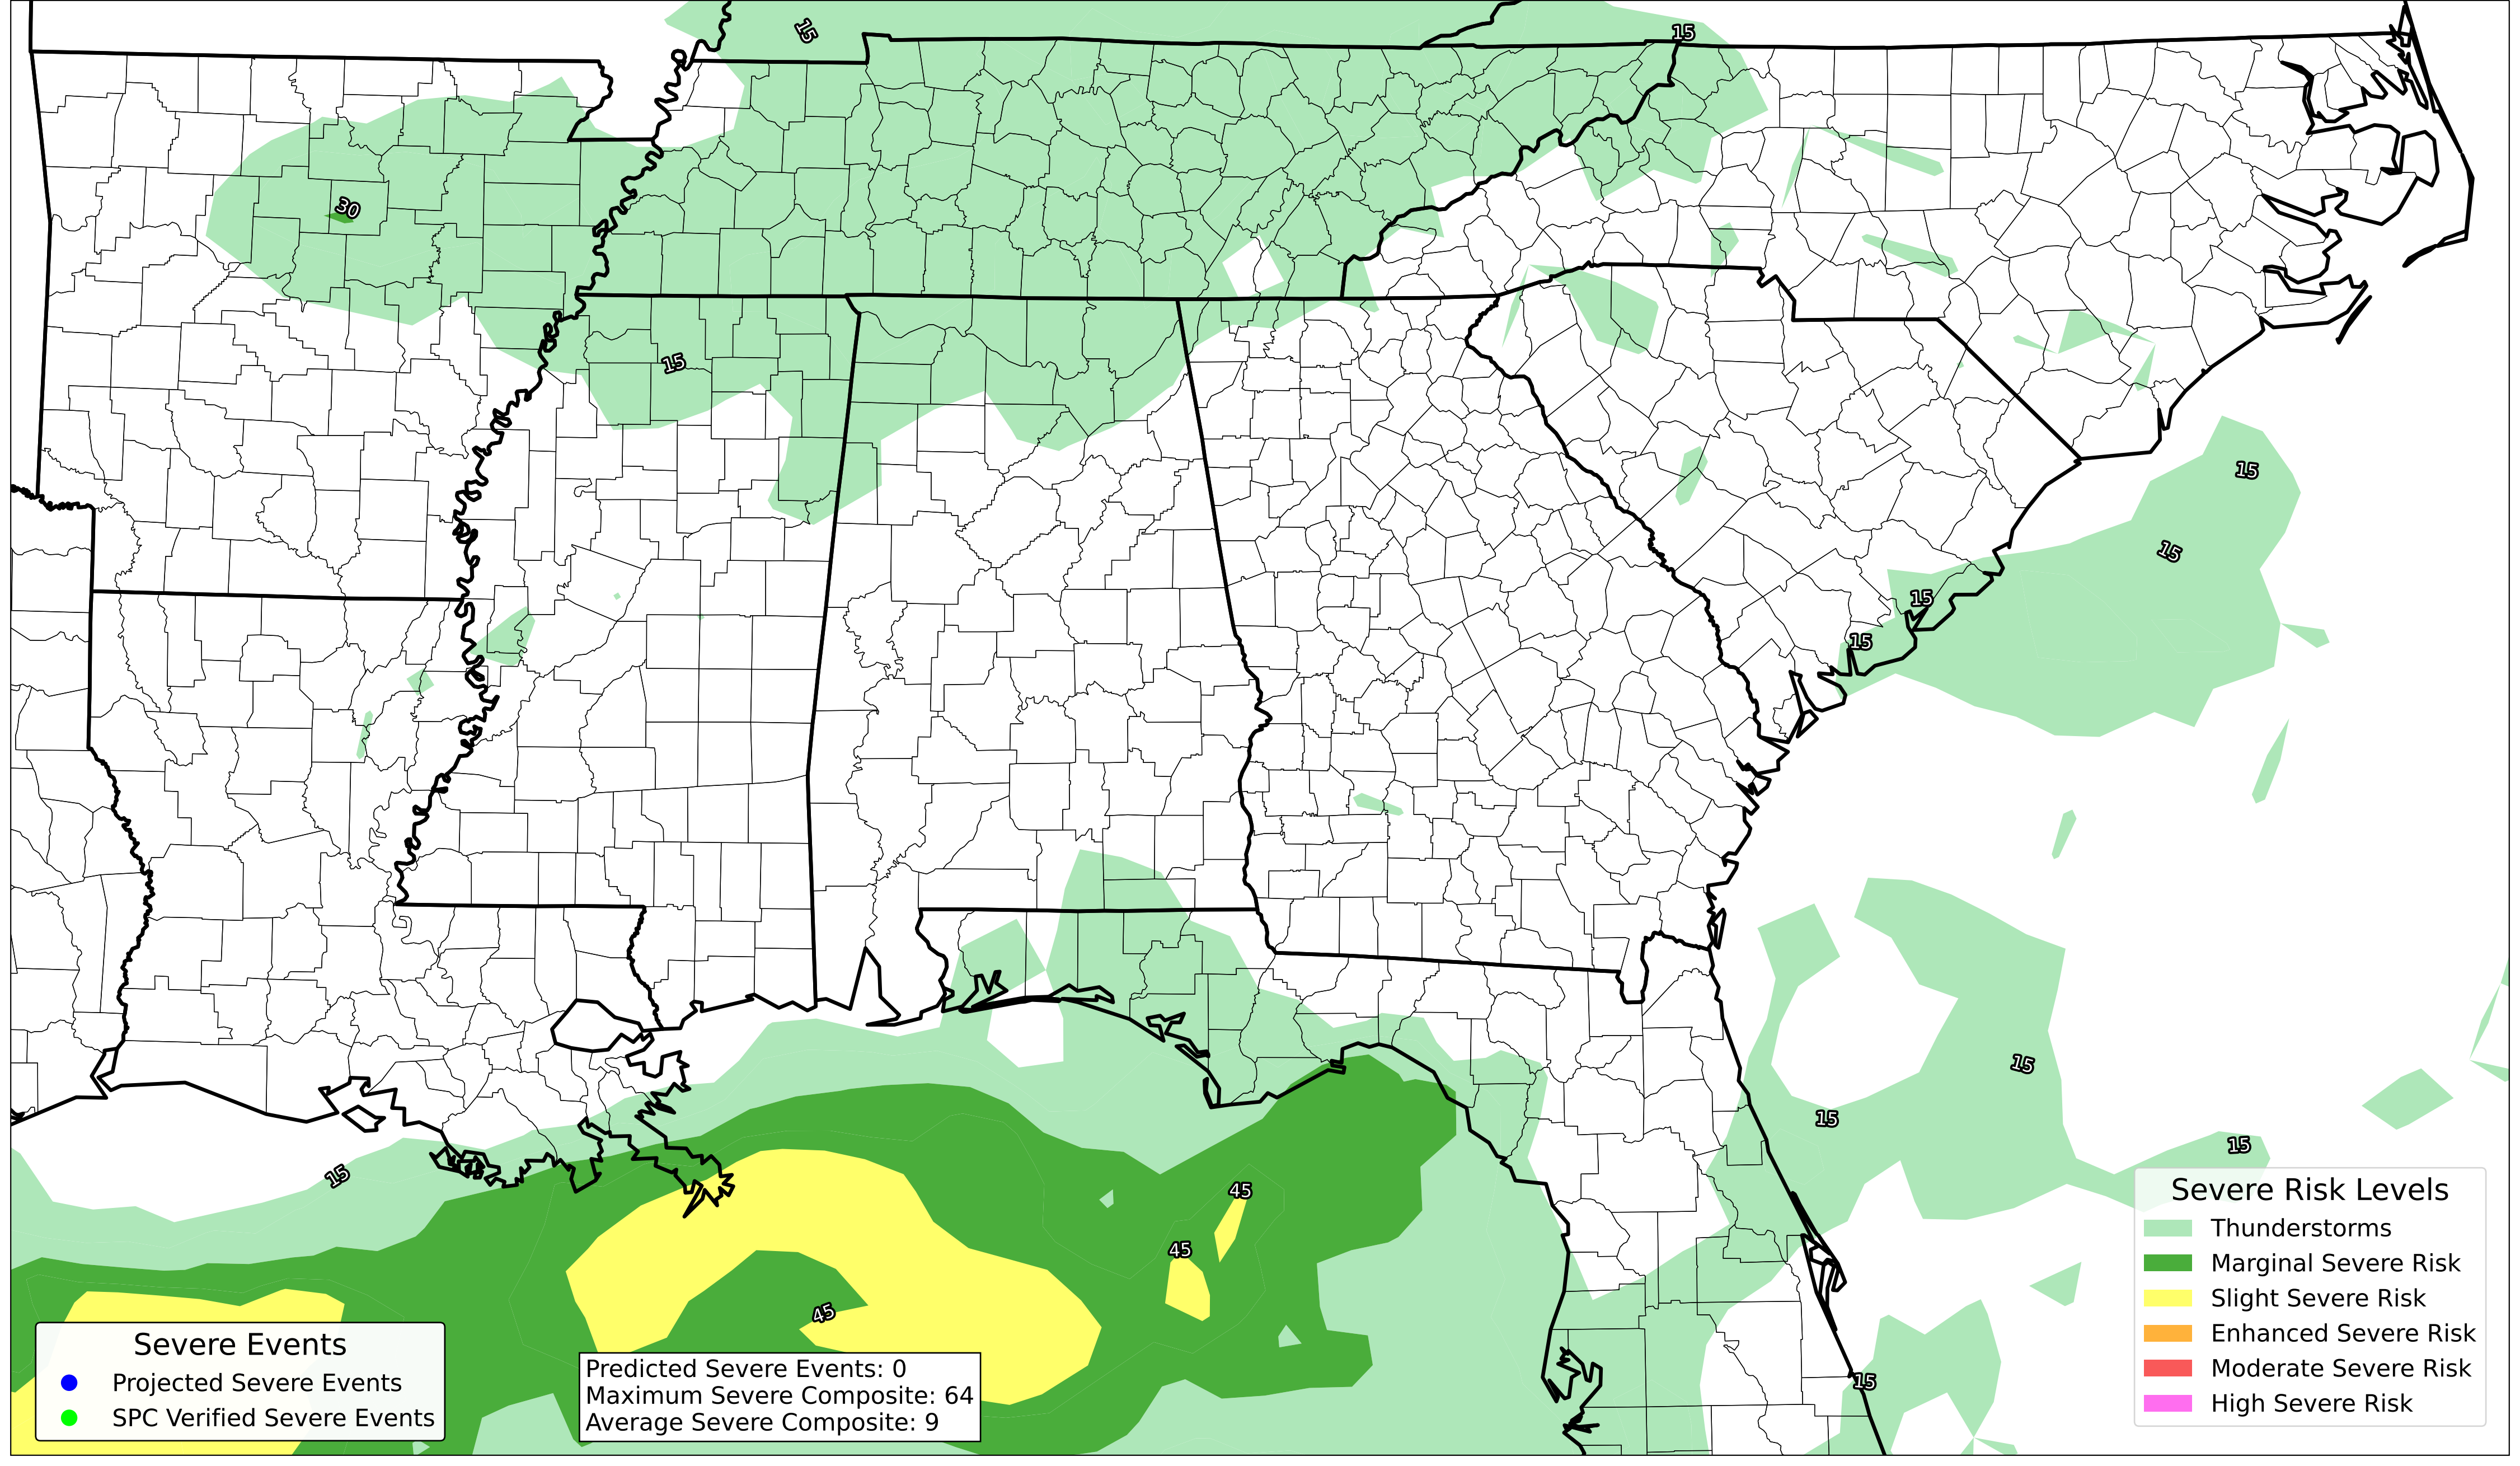 15
15
30
15
15
15
15
15
15
45
45
15
45
15
15
15
15
Severe Events
Projected Severe Events
SPC Verified Severe Events
Predicted Severe Events: 0
Maximum Severe Composite: 64
Average Severe Composite: 9
Severe Risk Levels
Thunderstorms
Marginal Severe Risk
Slight Severe Risk
Enhanced Severe Risk
Moderate Severe Risk
High Severe Risk